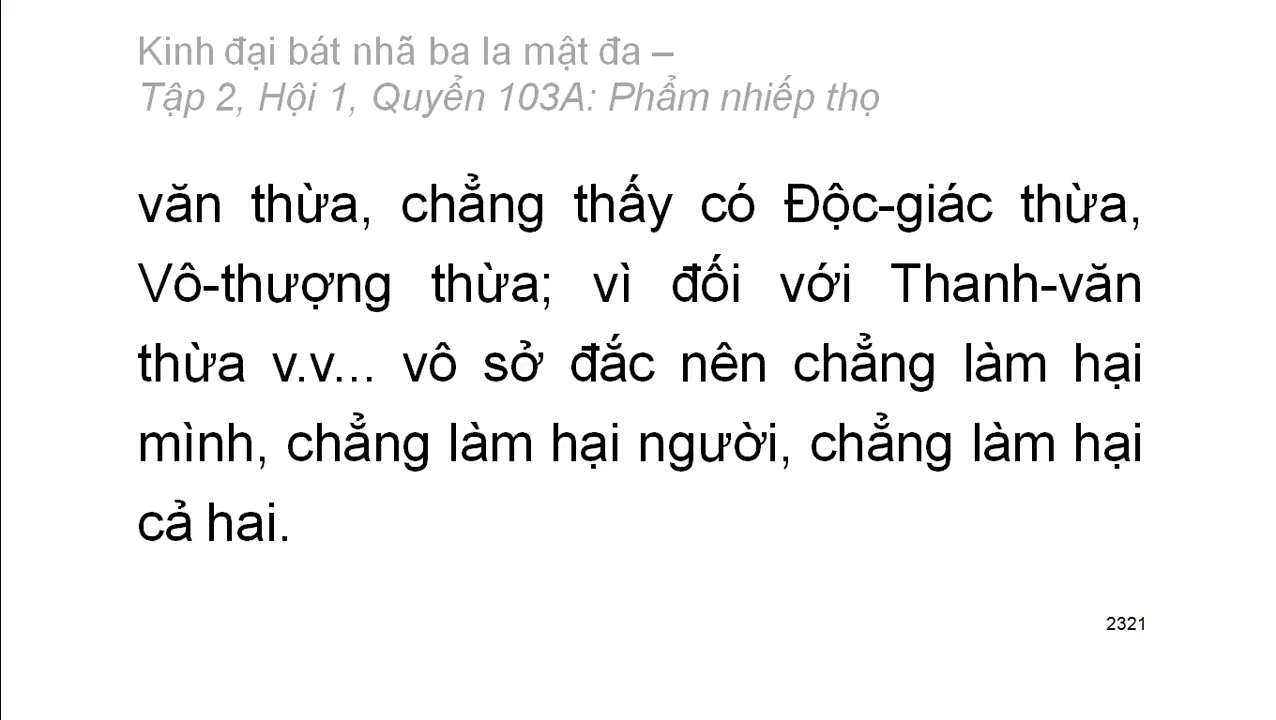 Kinh đại bát nhã ba la mật đa –
Tập 2, Hội 1, Quyển 103A: Phẩm nhiếp thọ
văn thừa, chẳng thấy có Độc-giác thừa,
Vô-thượng thừa; vì đối với Thanh-văn
thừa v.v... vô sở đắc nên chẳng làm hại
mình, chẳng làm hại người, chẳng làm hại
cả hai.
2321